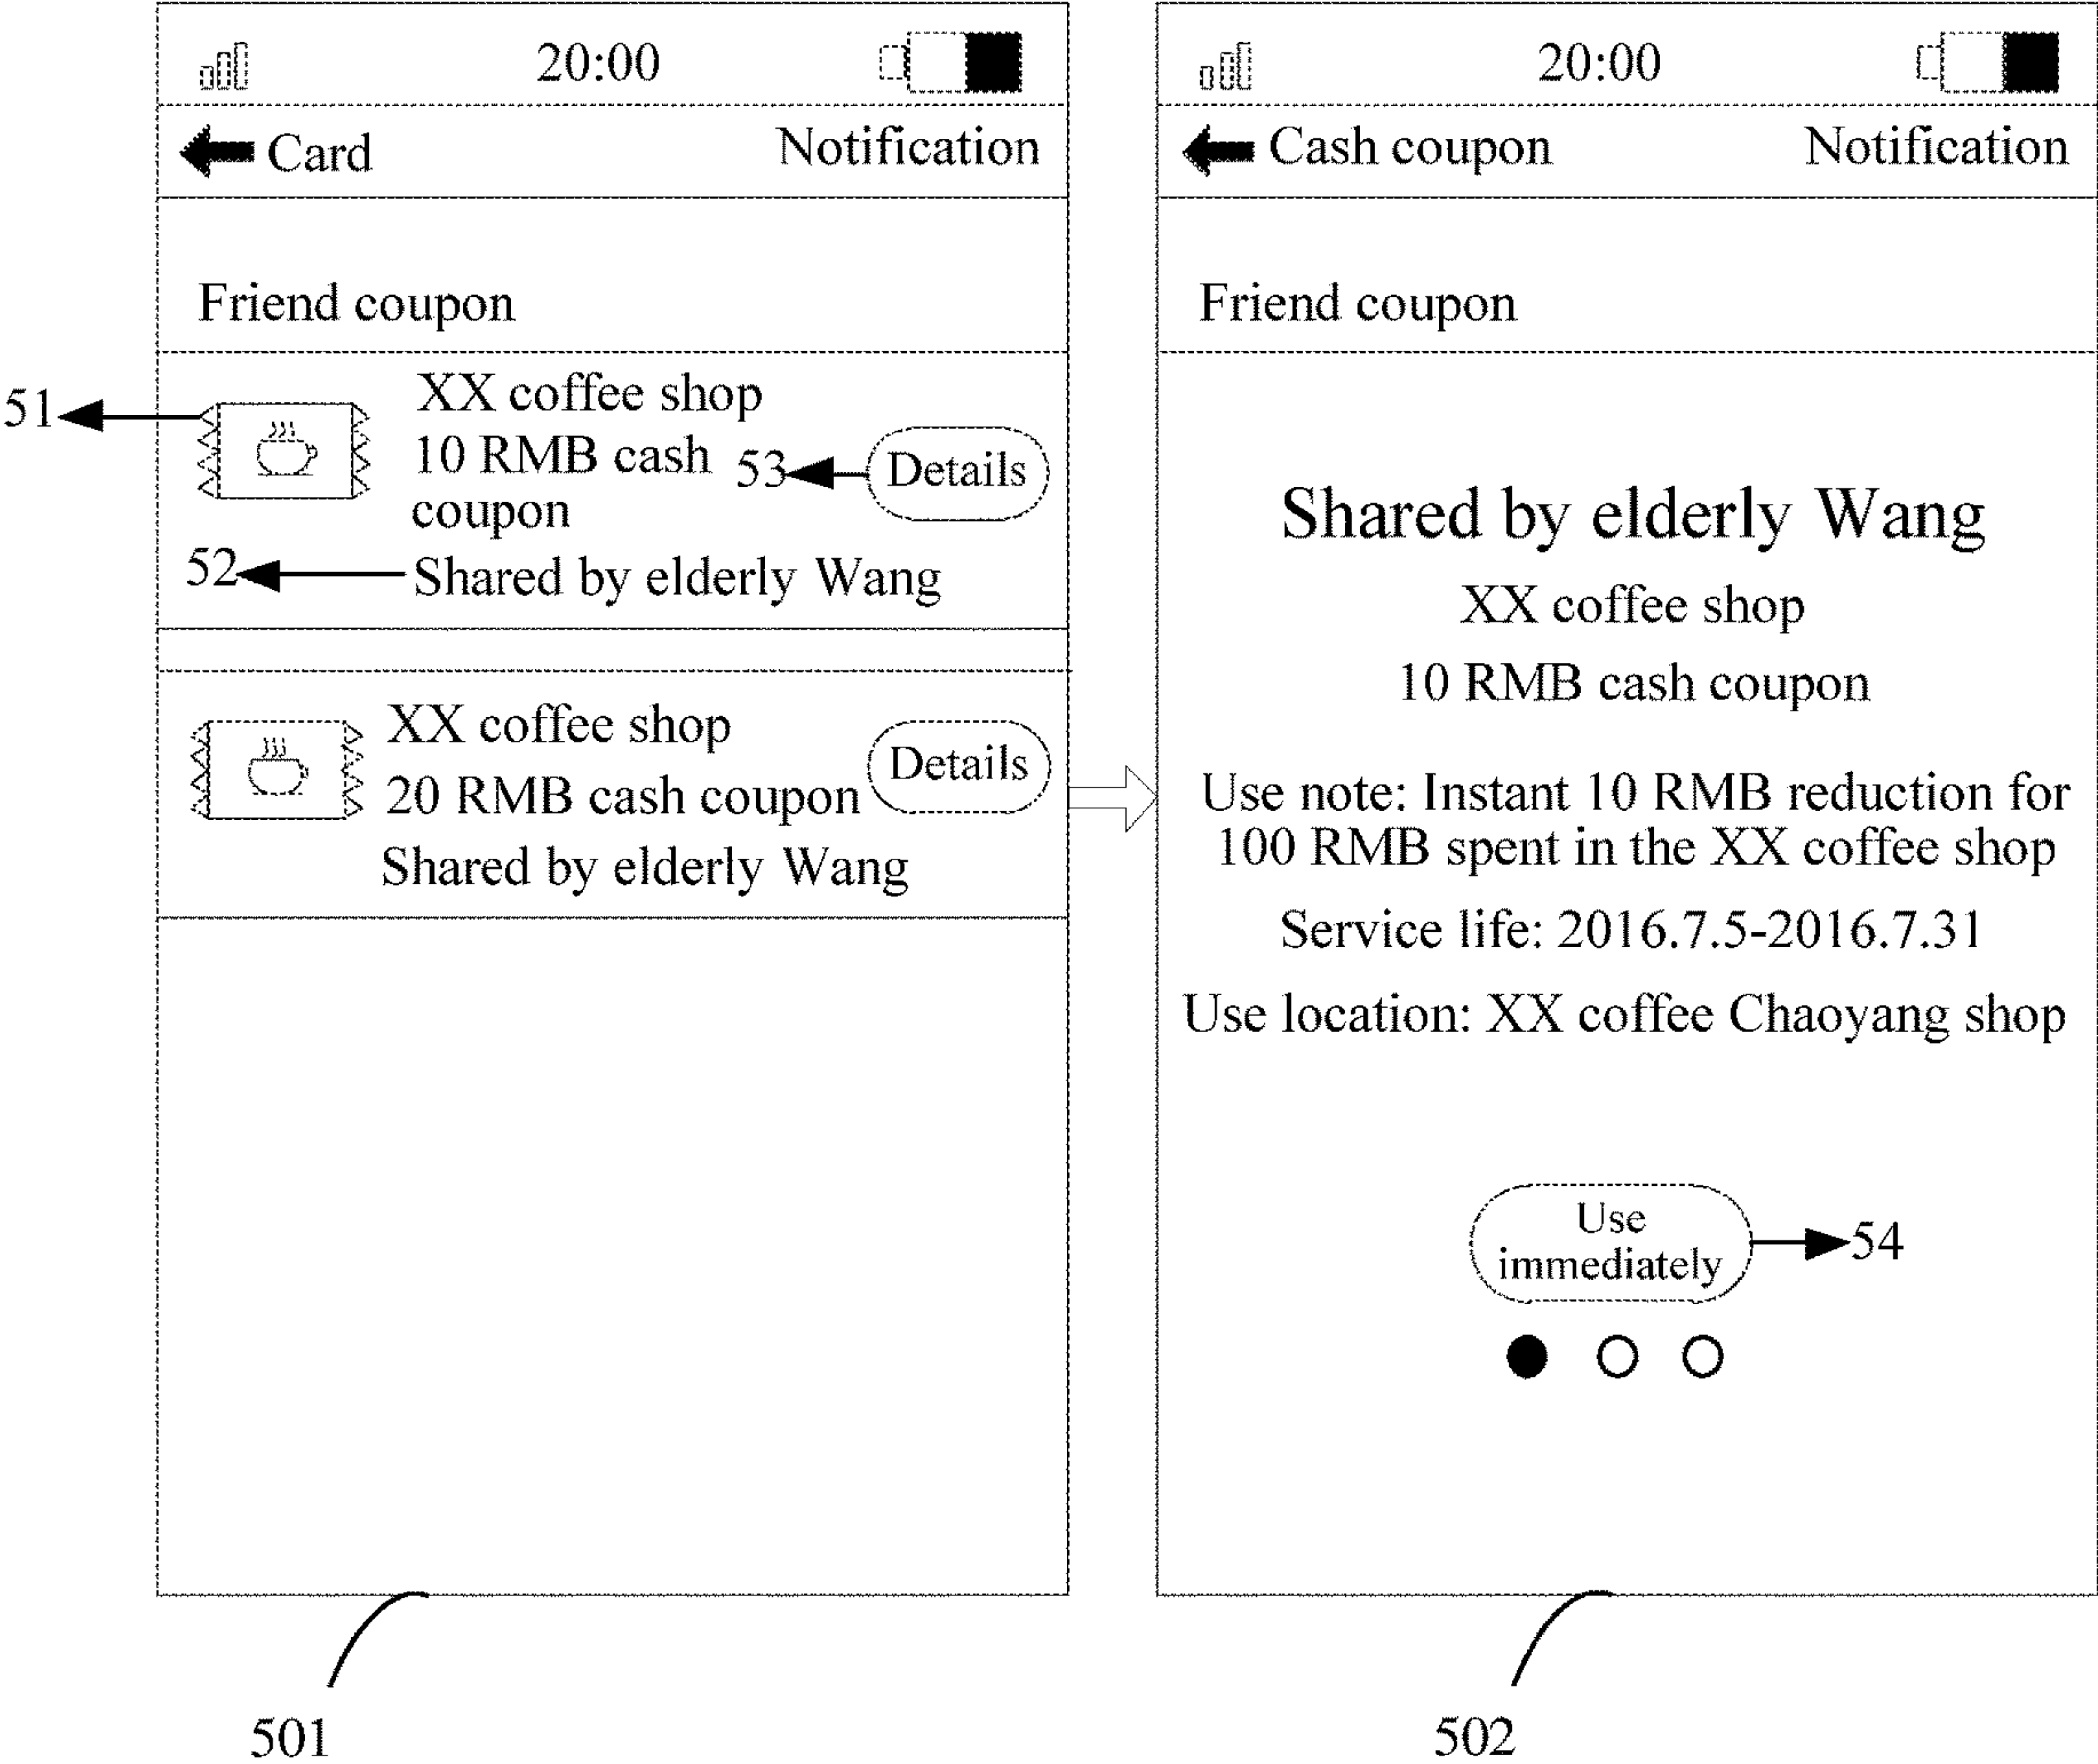 20:00
Card
Notification
Friend coupon
51
XX coffee shop
10 RMB cash
coupon
53
Details
52
Shared by elderly Wang
XX coffee shop
20 RMB cash coupon
Details
Shared by elderly Wang
501
20:00
Cash coupon
Notification
Friend coupon
Shared by elderly Wang
XX coffee shop
10 RMB cash coupon
Use note: Instant 10 RMB reduction for
100 RMB spent in the XX coffee shop
Service life: 2016.7.5-2016.7.31
Use location: XX coffee Chaoyang shop
Use
immediately
54
502